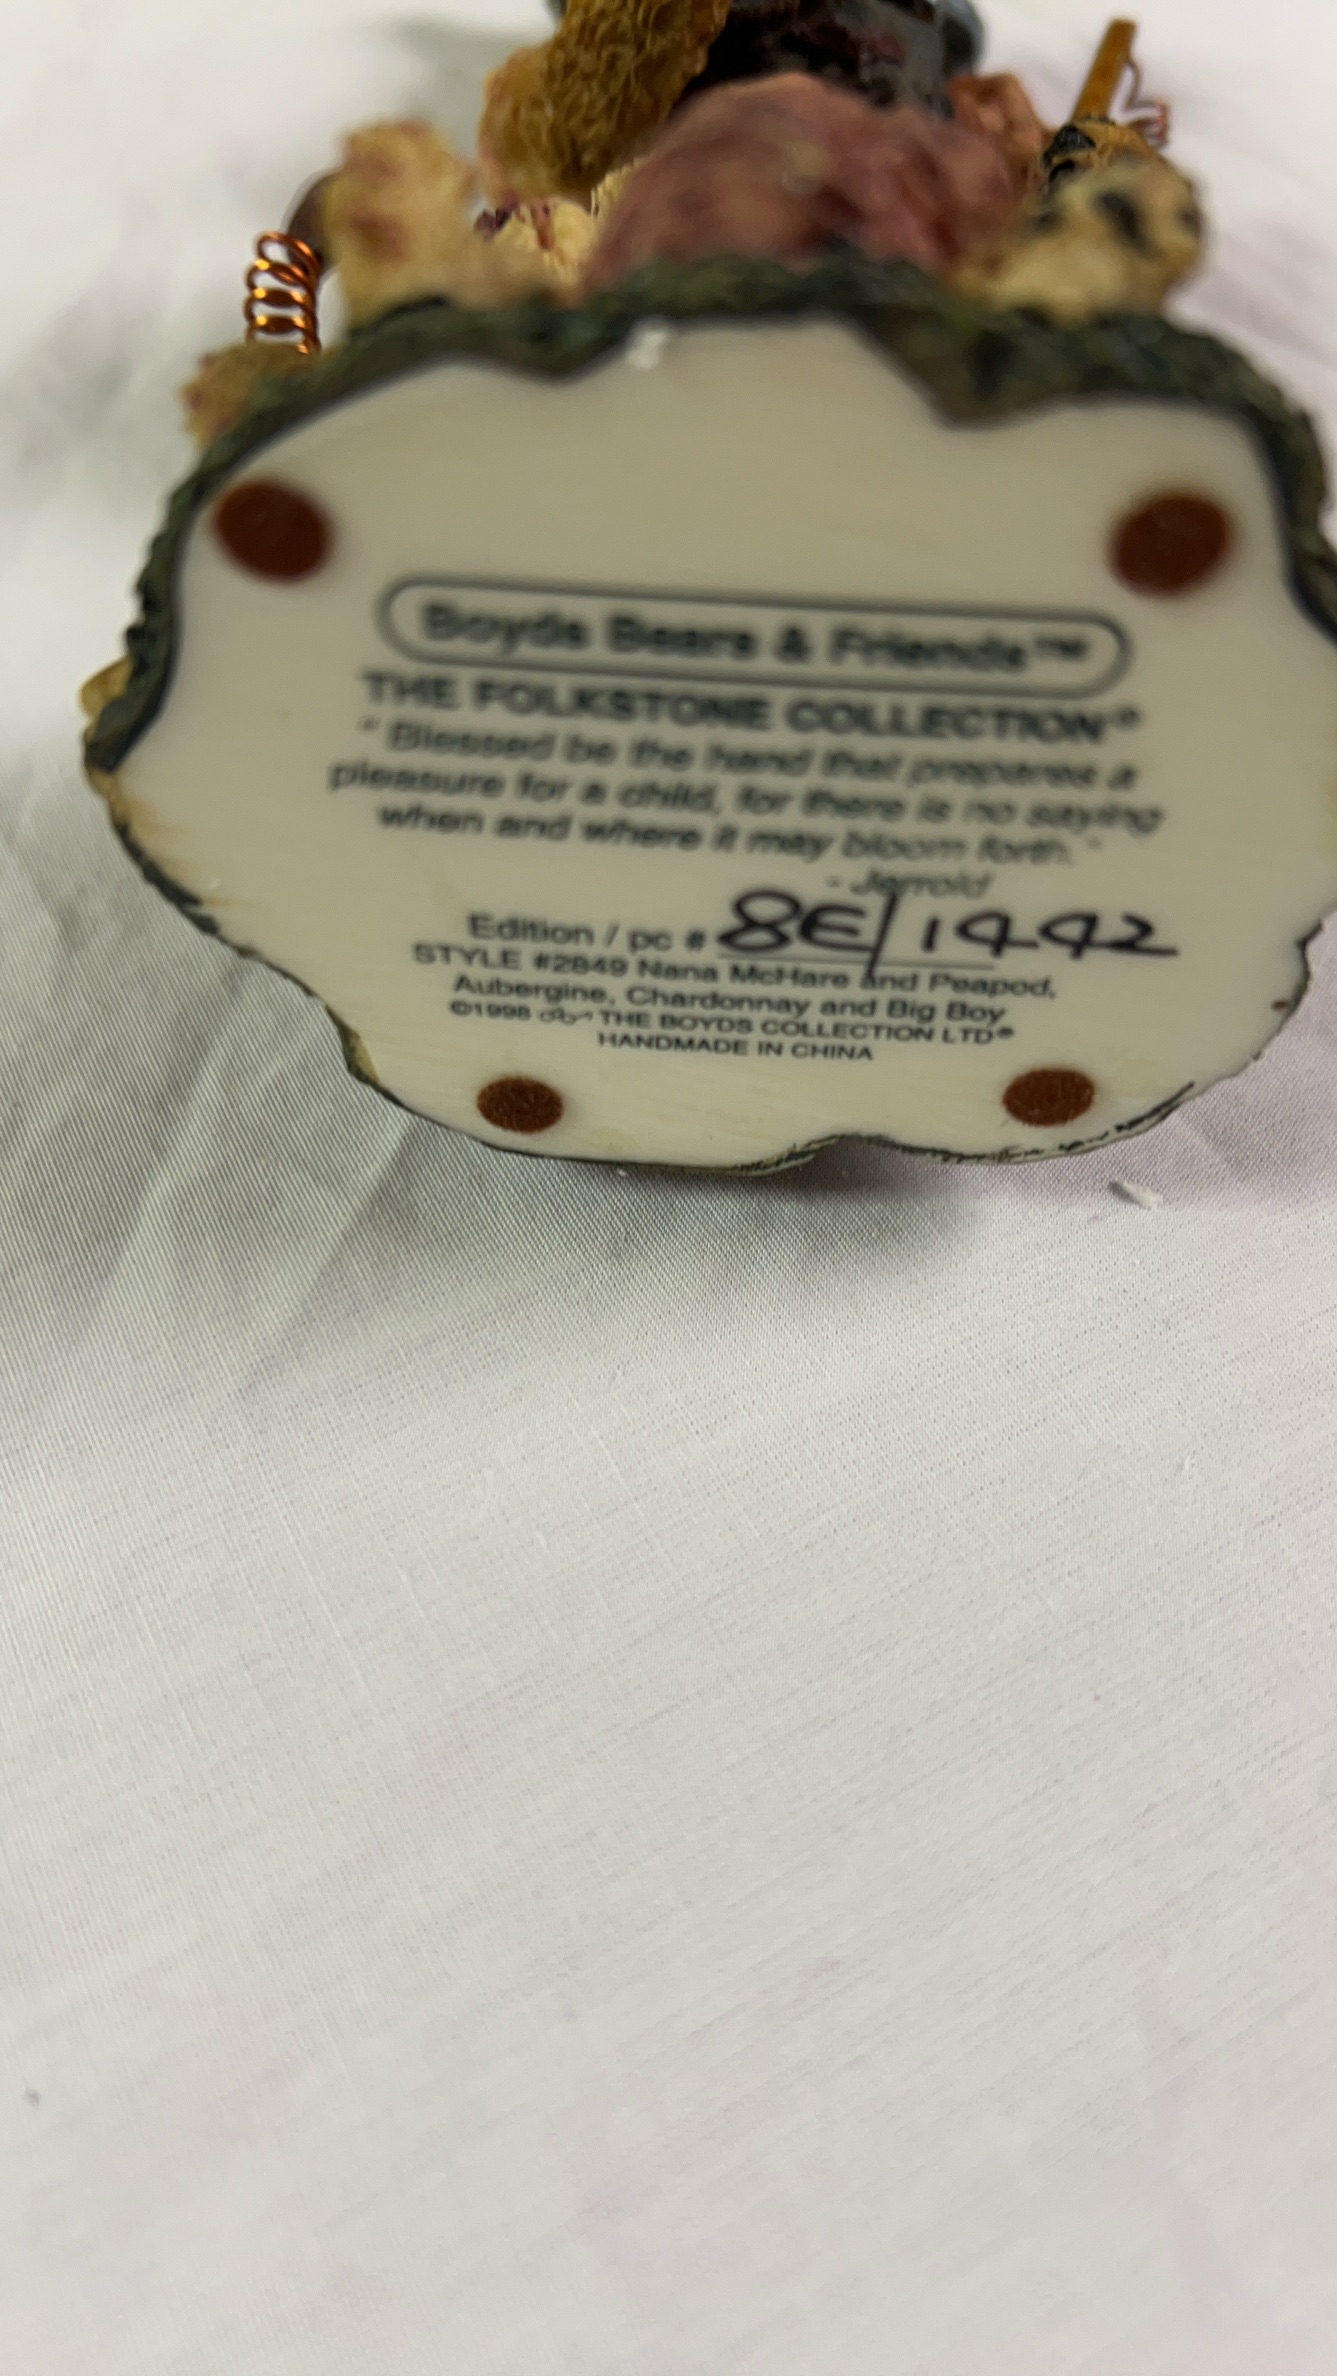 Boyds Bears & Friends™
THE FOLKSTONE COLLECTION®
" Blessed be the hand that prepares a
pleasure for a child, for there is no saying
when and where it may bloom forth. "
- Jerrold
Edition / pc # 8E/1442
STYLE #2849 Nana McHare and Peapod,
Aubergine, Chardonnay and Big Boy
©1998 THE BOYDS COLLECTION LTD®
HANDMADE IN CHINA